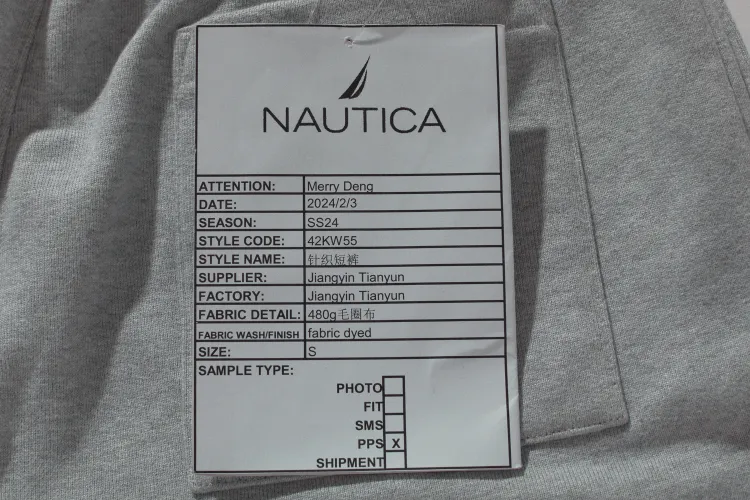 NAUTICA
ATTENTION: Merry Deng
DATE: 2024/2/3
SEASON: SS24
STYLE CODE: 42KW55
STYLE NAME: 针织短裤
SUPPLIER: Jiangyin Tianyun
FACTORY: Jiangyin Tianyun
FABRIC DETAIL: 480g毛圈布
FABRIC WASH/FINISH fabric dyed
SIZE: S
SAMPLE TYPE:
PHOTO
FIT
SMS
PPS X
SHIPMENT